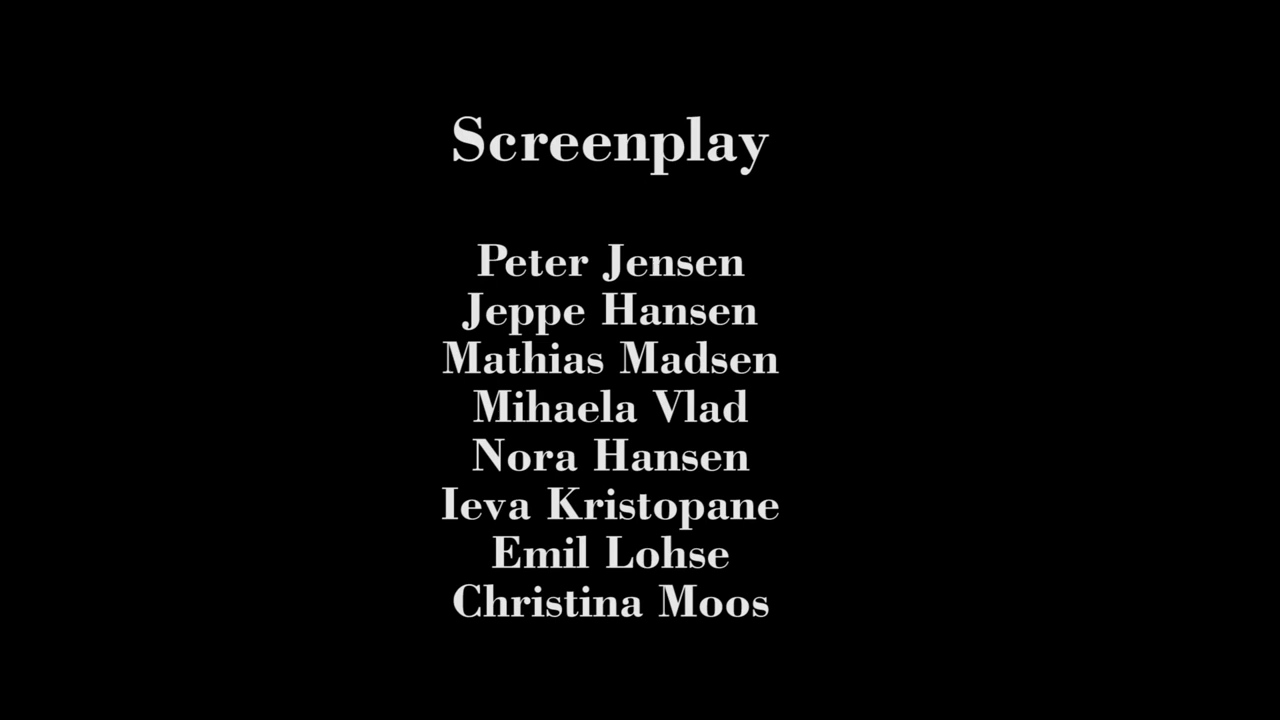 Screenplay
Peter Jensen
Jeppe Hansen
Mathias Madsen
Mihaela Vlad
Nora Hansen
Ieva Kristopane
Emil Lohse
Christina Moos